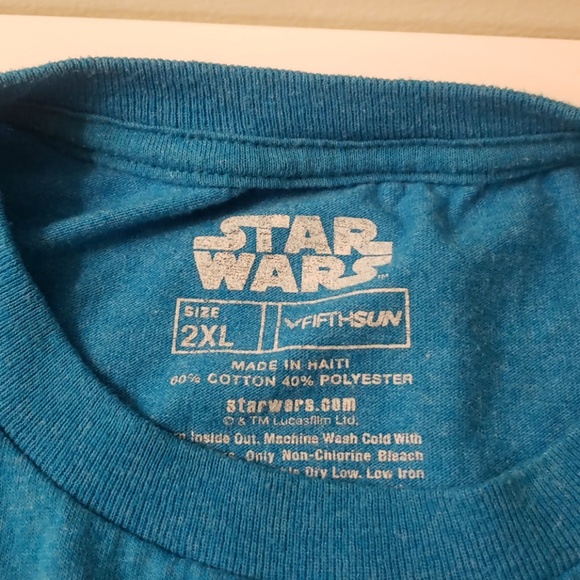 STAR
WARS
SIZE
2XL
FIFTHSUN
MADE IN HAITI
60% COTTON 40% POLYESTER
starwars.com
© & TM Lucasfilm Ltd.
Inside Out. Machine Wash Cold With
Only Non-Chlorine Bleach
Dry Low. Low Iron